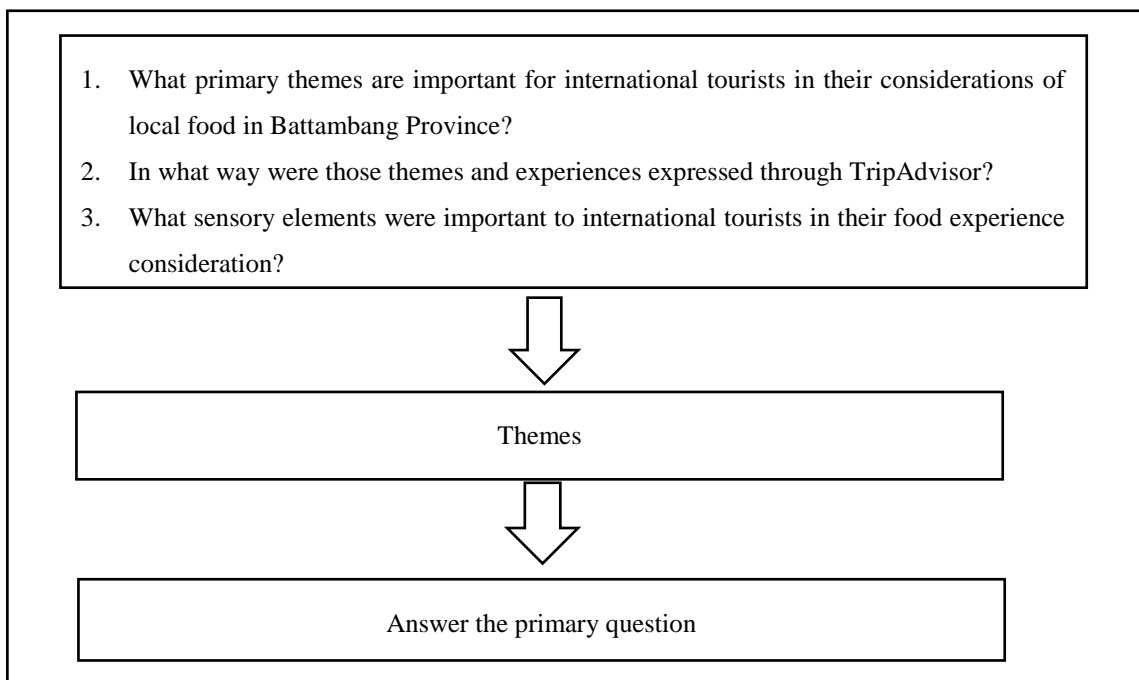 1. What primary themes are important for international tourists in their considerations of
local food in Battambang Province?
2. In what way were those themes and experiences expressed through TripAdvisor?
3. What sensory elements were important to international tourists in their food experience
consideration?
Themes
Answer the primary question